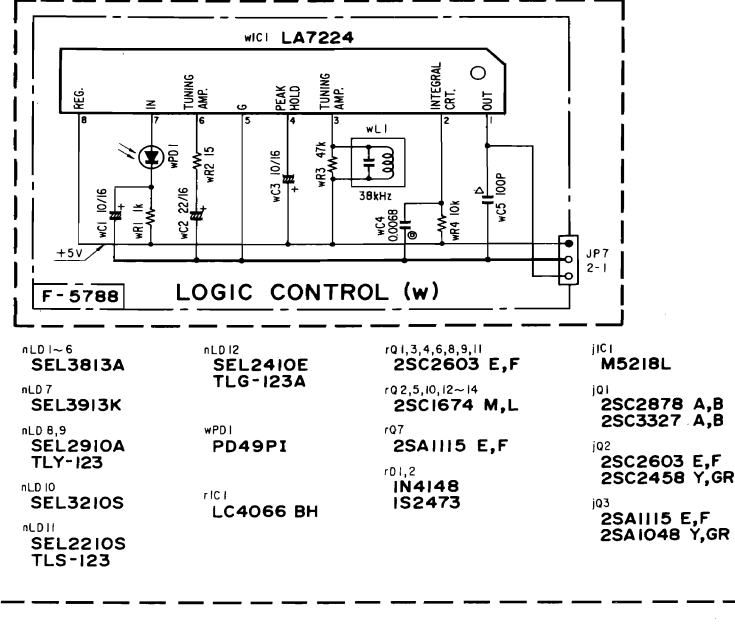 wIC1 LA7224
REG.
IN
TUNING AMP.
G
PEAK HOLD
TUNING AMP.
INTEGRAL CRT.
OUT
8
7
6
5
4
3
2
1
wPD1
wR2 15
wC3 10/16
wR3 47k
wL1
38kHz
wC1 10/16
wR1 1k
wC2 22/16
wC4 0.0068
wR4 10k
wC5 100P
+5V
JP7
2-1
F-5788
LOGIC CONTROL (w)
nLD1~6
SEL3813A
nLD7
SEL3913K
nLD8,9
SEL2910A
TLY-123
nLD10
SEL3210S
nLD11
SEL2210S
TLS-123
nLD12
SEL2410E
TLG-123A
wPD1
PD49PI
rIC1
LC4066 BH
rQ1,3,4,6,8,9,11
2SC2603 E,F
rQ2,5,10,12~14
2SC1674 M,L
rQ7
2SA1115 E,F
rD1,2
1N4148
1S2473
jIC1
M5218L
jQ1
2SC2878 A,B
2SC3327 A,B
jQ2
2SC2603 E,F
2SC2458 Y,GR
jQ3
2SA1115 E,F
2SA1048 Y,GR